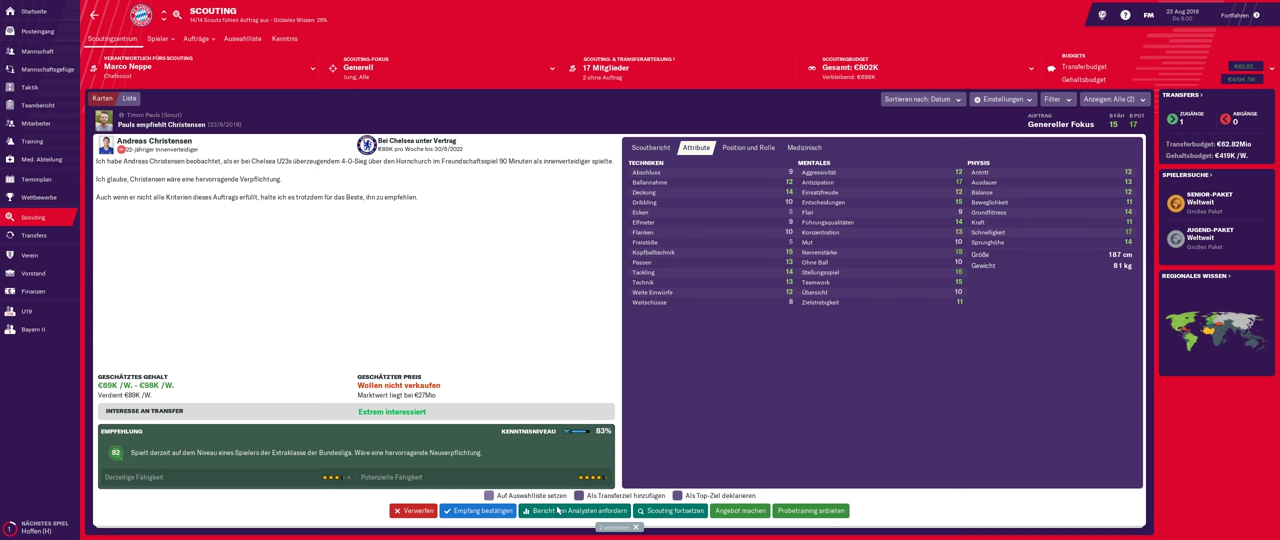 Startseite
Posteingang
Mannschaft
Mannschaftsgefüge
Taktik
Teambericht
Mitarbeiter
Training
Med. Abteilung
Terminplan
Wettbewerbe
Scouting
Transfers
Verein
Vorstand
Finanzen
U19
Bayern II
1 NÄCHSTES SPIEL
Hoffen (H)
SCOUTING
14/14 Scouts führen Auftrag aus - Globales Wissen: 26%
23 Aug 2018
Do 8:00
FM
Fortfahren
Scoutingzentrum Spieler Aufträge Auswahlliste Kenntnis
VERANTWORTLICH FÜRS SCOUTING
Marco Neppe
Chefscout
SCOUTING-FOKUS
Generell
Jung, Alle
SCOUTING- & TRANSFERABTEILUNG
17 Mitglieder
2 ohne Auftrag
SCOUTINGBUDGET
Gesamt: €802K
Verbleibend: €698K
BUDGETS
Transferbudget €62.82...
Gehaltsbudget €419K /W.
Karten Liste
Sortieren nach: Datum Einstellungen Filter Anzeigen: Alle (2)
Timon Pauls (Scout)
Pauls empfiehlt Christensen (22/8/2018)
AUFTRAG
Genereller Fokus
B FÄH
15
B POT
17
Andreas Christensen
22-jähriger Innenverteidiger
Bei Chelsea unter Vertrag
€89K pro Woche bis 30/6/2022
Ich habe Andreas Christensen beobachtet, als er bei Chelsea U23s überzeugendem 4-0-Sieg über den Hornchurch im Freundschaftsspiel 90 Minuten als innenverteidiger spielte.
Ich glaube, Christensen wäre eine hervorragende Verpflichtung.
Auch wenn er nicht alle Kriterien dieses Auftrags erfüllt, halte ich es trotzdem für das Beste, ihn zu empfehlen.
GESCHÄTZTES GEHALT
€69K /W. - €98K /W.
Verdient €89K /W.
GESCHÄTZTER PREIS
Wollen nicht verkaufen
Marktwert liegt bei €27Mio
INTERESSE AN TRANSFER Extrem interessiert
EMPFEHLUNG KENNTNISNIVEAU 83%
82 Spielt derzeit auf dem Niveau eines Spielers der Extraklasse der Bundesliga. Wäre eine hervorragende Neuverpflichtung.
Derzeitige Fähigkeit Potenzielle Fähigkeit
Scoutbericht Attribute Position und Rolle Medizinisch
TECHNIKEN
Abschluss 9
Ballannahme 12
Deckung 14
Dribbling 10
Ecken 5
Elfmeter 9
Flanken 10
Freistöße 5
Kopfballtechnik 15
Passen 13
Tackling 14
Technik 13
Weite Einwürfe 12
Weitschüsse 8
MENTALES
Aggressivität 12
Antizipation 17
Einsatzfreude 12
Entscheidungen 15
Flair 9
Führungsqualitäten 14
Konzentration 13
Mut 10
Nervenstärke 18
Ohne Ball 10
Stellungsspiel 16
Teamwork 15
Übersicht 10
Zielstrebigkeit 11
PHYSIS
Antritt 12
Ausdauer 13
Balance 12
Beweglichkeit 11
Grundfitness 14
Kraft 11
Schnelligkeit 17
Sprunghöhe 14
Größe 187 cm
Gewicht 81 kg
Auf Auswahlliste setzen Als Transferziel hinzufügen Als Top-Ziel deklarieren
Verwerfen Empfang bestätigen Bericht von Analysten anfordern Scouting fortsetzen Angebot machen Probetraining anbieten
2 verbleiben
TRANSFERS
ZUGÄNGE
1
ABGÄNGE
0
Transferbudget: €62.82Mio
Gehaltsbudget: €419K /W.
SPIELERSUCHE
SENIOR-PAKET
Weltweit
Großes Paket
JUGEND-PAKET
Weltweit
Großes Paket
REGIONALES WISSEN